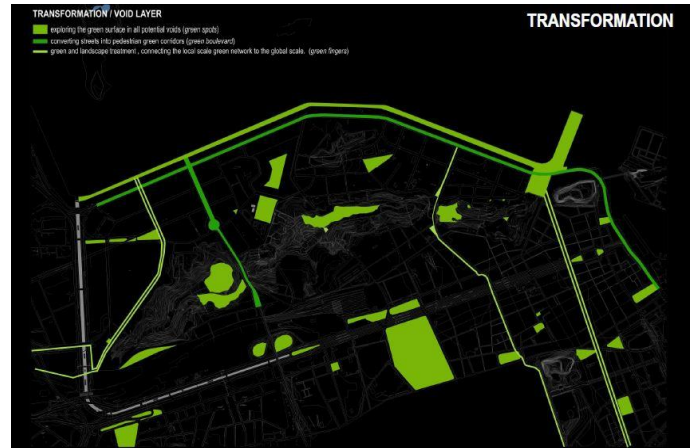 TRANSFORMATION / VOID LAYER
TRANSFORMATION
exploring the green surface in all potential voids (green spots)
converting streets into pedestrian green corridors (green boulevard)
green and landscape treatment , connecting the local scale green network to the global scale. (green fingers)